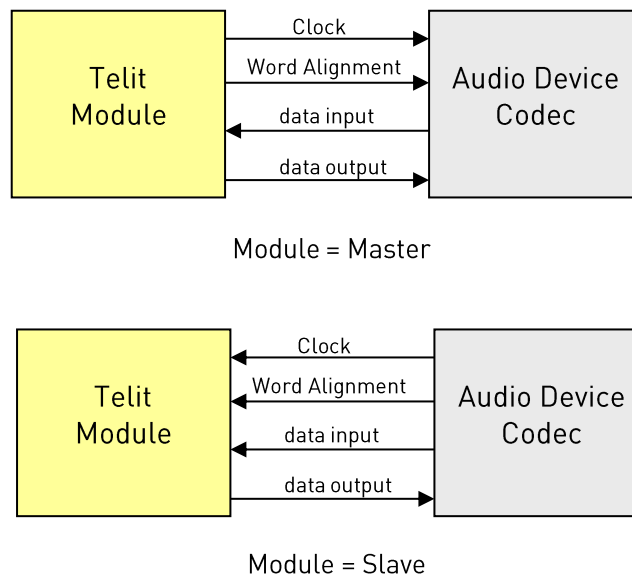 Telit
Module
Clock
Word Alignment
data input
data output
Audio Device
Codec
Module = Master
Telit
Module
Clock
Word Alignment
data input
data output
Audio Device
Codec
Module = Slave